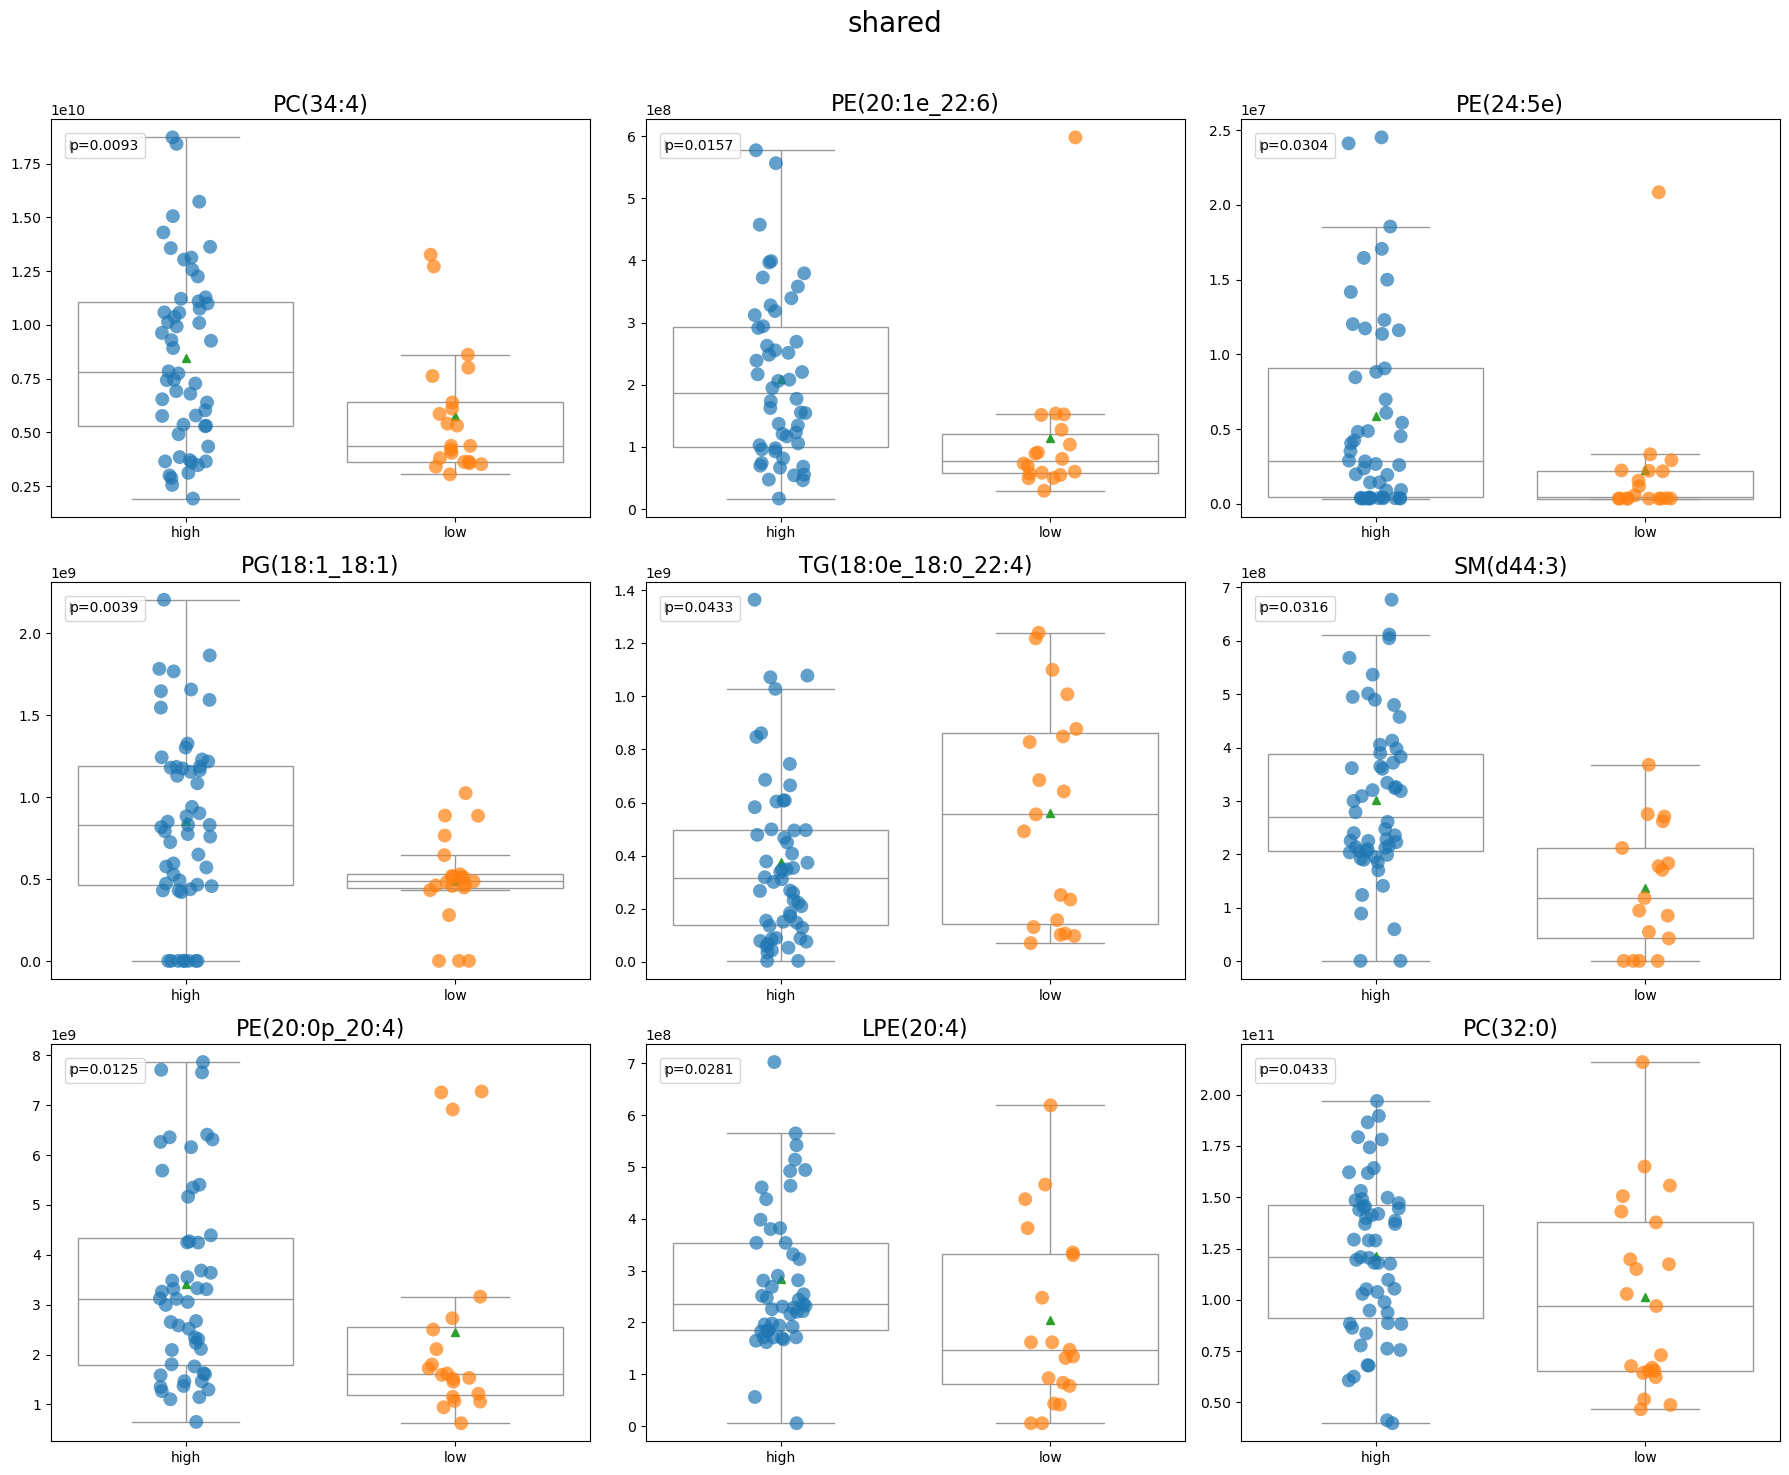 shared
PC(34:4)
1e10
p=0.0093
1.75
1.50
1.25
1.00
0.75
0.50
0.25
high low
PE(20:1e_22:6)
1e8
p=0.0157
6
5
4
3
2
1
0
high low
PE(24:5e)
1e7
p=0.0304
2.5
2.0
1.5
1.0
0.5
0.0
high low
PG(18:1_18:1)
1e9
p=0.0039
2.0
1.5
1.0
0.5
0.0
high low
TG(18:0e_18:0_22:4)
1e9
p=0.0433
1.4
1.2
1.0
0.8
0.6
0.4
0.2
0.0
high low
SM(d44:3)
1e8
p=0.0316
7
6
5
4
3
2
1
0
high low
PE(20:0p_20:4)
1e9
p=0.0125
8
7
6
5
4
3
2
1
high low
LPE(20:4)
1e8
p=0.0281
7
6
5
4
3
2
1
0
high low
PC(32:0)
1e11
p=0.0433
2.00
1.75
1.50
1.25
1.00
0.75
0.50
high low